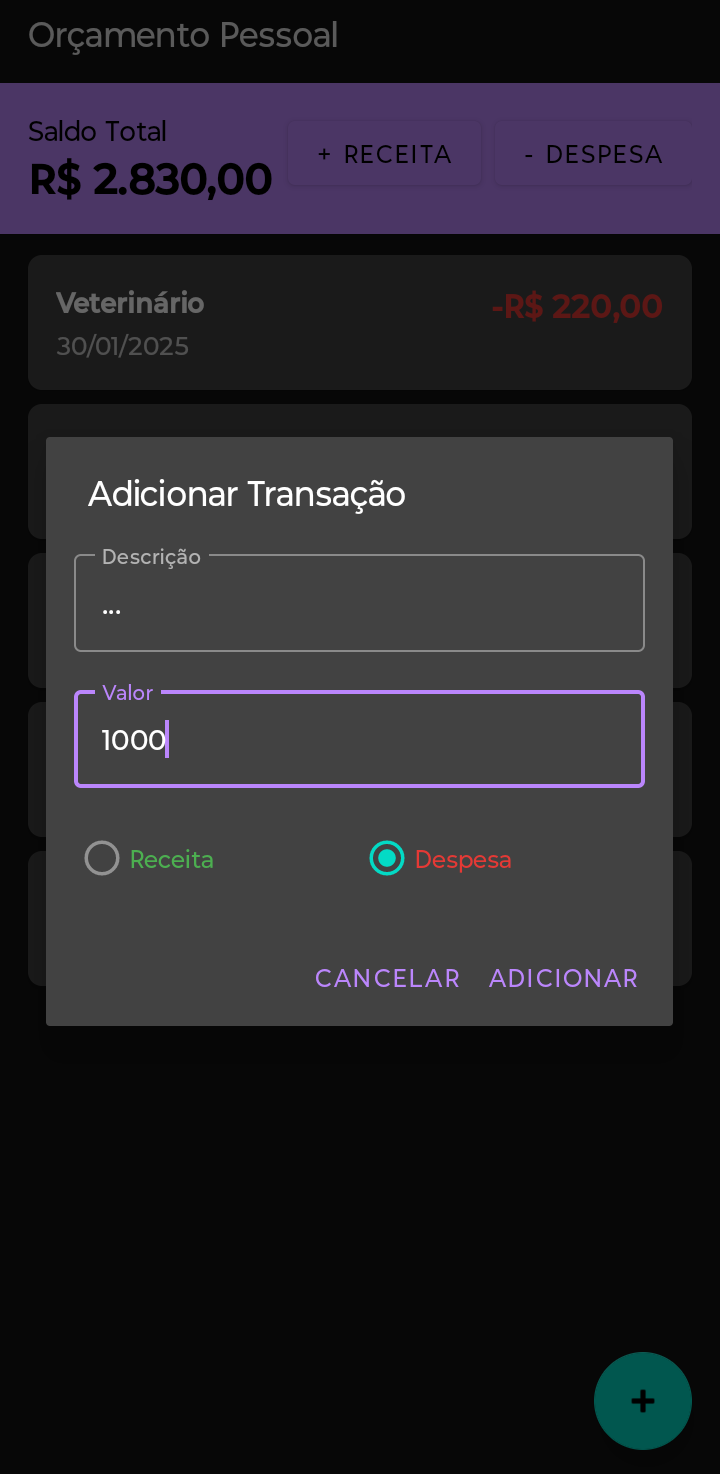 Orçamento Pessoal
Saldo Total
R$ 2.830,00
+ RECEITA
- DESPESA
Veterinário
-R$ 220,00
30/01/2025
Adicionar Transação
Descrição
...
Valor
1000
Receita
Despesa
CANCELAR
ADICIONAR
+